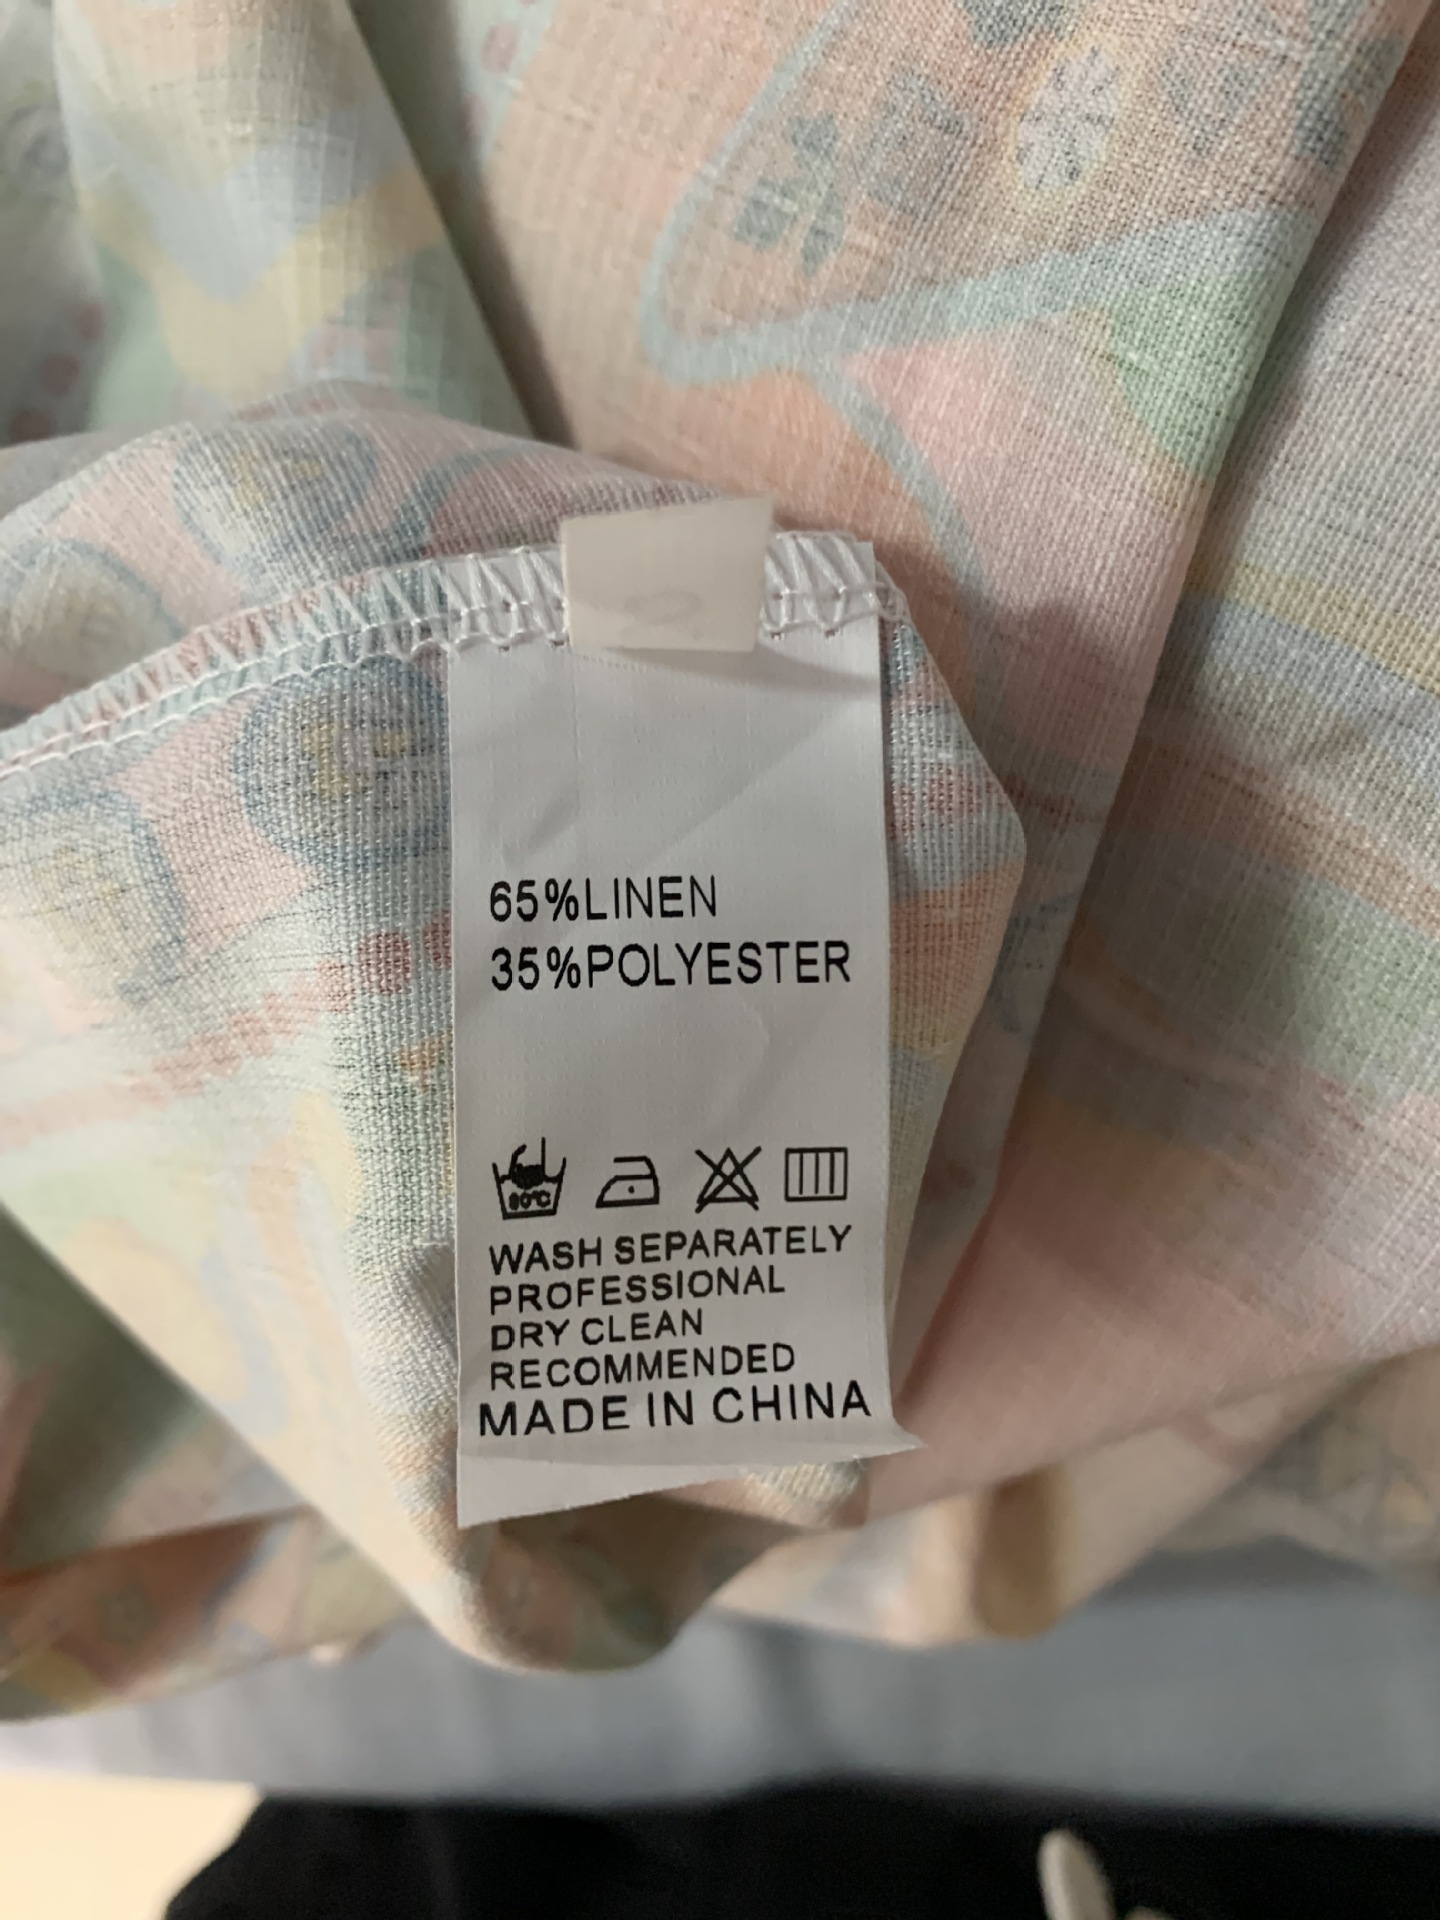 65%LINEN
35%POLYESTER
WASH SEPARATELY
PROFESSIONAL
DRY CLEAN
RECOMMENDED
MADE IN CHINA